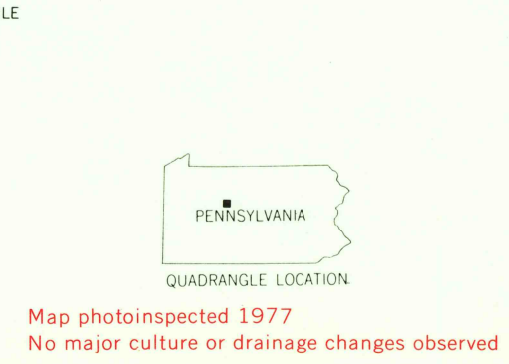 LE
PENNSYLVANIA
QUADRANGLE LOCATION
Map photoinspected 1977
No major culture or drainage changes observed